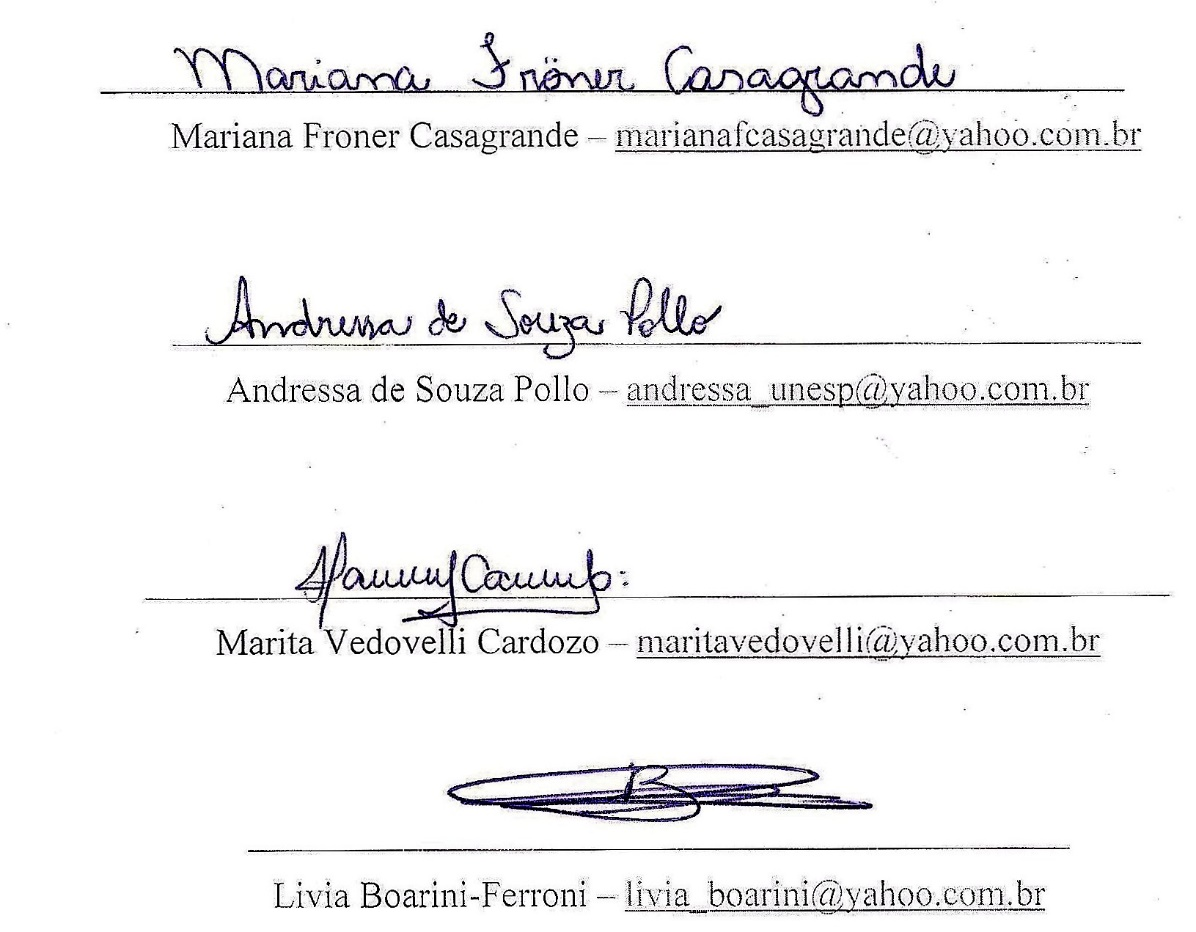 Mariana Fröner Casagrande
Mariana Froner Casagrande – marianafcasagrande@yahoo.com.br
Andressa de Souza Pollo
Andressa de Souza Pollo – andressa_unesp@yahoo.com.br
Marita Vedovelli Cardozo – maritavedovelli@yahoo.com.br
B
Livia Boarini-Ferroni – livia_boarini@yahoo.com.br